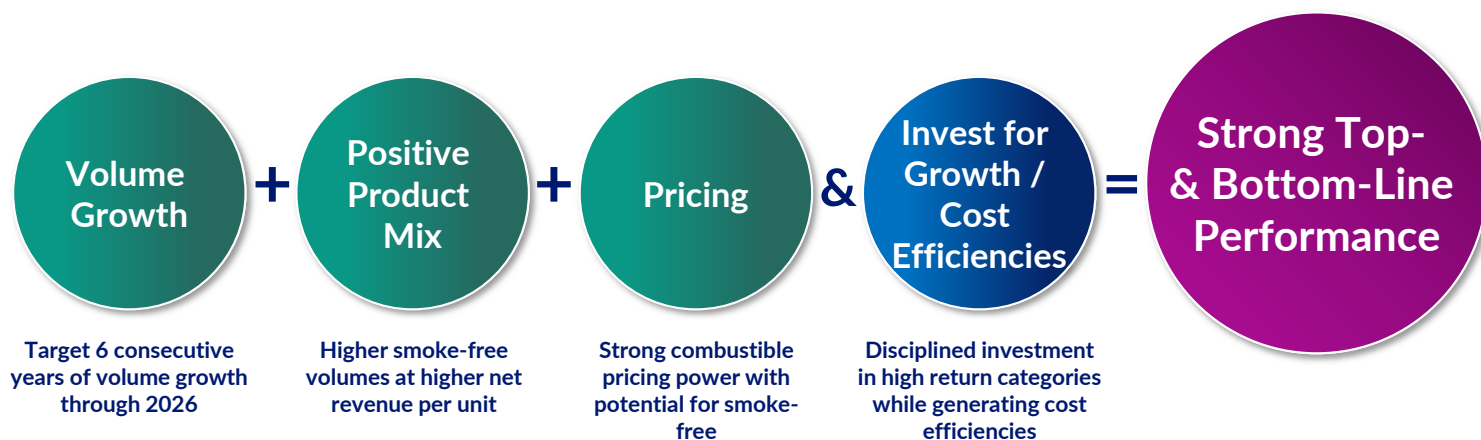 Volume
Growth
+
Positive
Product
Mix
+
Pricing
&
Invest for
Growth /
Cost
Efficiencies
=
Strong Top-
& Bottom-Line
Performance
Target 6 consecutive
years of volume growth
through 2026
Higher smoke-free
volumes at higher net
revenue per unit
Strong combustible
pricing power with
potential for smoke-
free
Disciplined investment
in high return categories
while generating cost
efficiencies